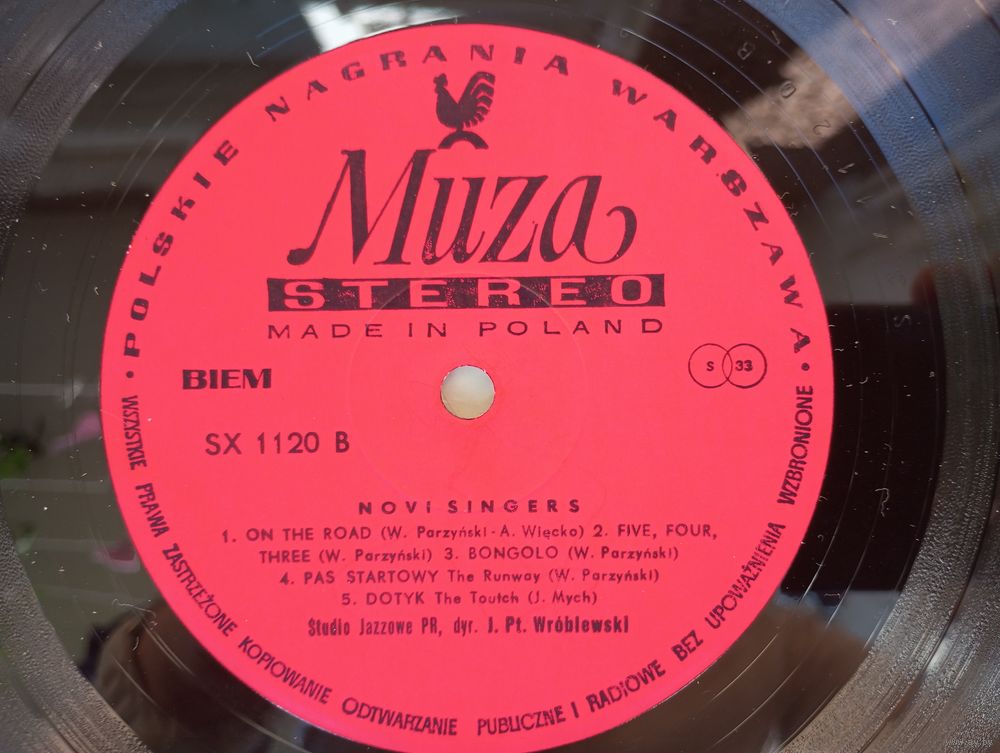 • POLSKIE NAGRANIA WARSZAWA •
Muza
STEREO
MADE IN POLAND
BIEM
S 33
SX 1120 B
NOVI SINGERS
1. ON THE ROAD (W. Parzyński - A. Więcko) 2. FIVE, FOUR,
THREE (W. Parzyński) 3. BONGOLO (W. Parzyński)
4. PAS STARTOWY The Runway (W. Parzyński)
5. DOTYK The Toutch (J. Mych)
Studio Jazzowe PR, dyr. J. Pt. Wróblewski
WSZYSTKIE PRAWA ZASTRZEŻONE KOPIOWANIE ODTWARZANIE PUBLICZNE I RADIOWE BEZ UPOWAŻNIENIA WZBRONIONE